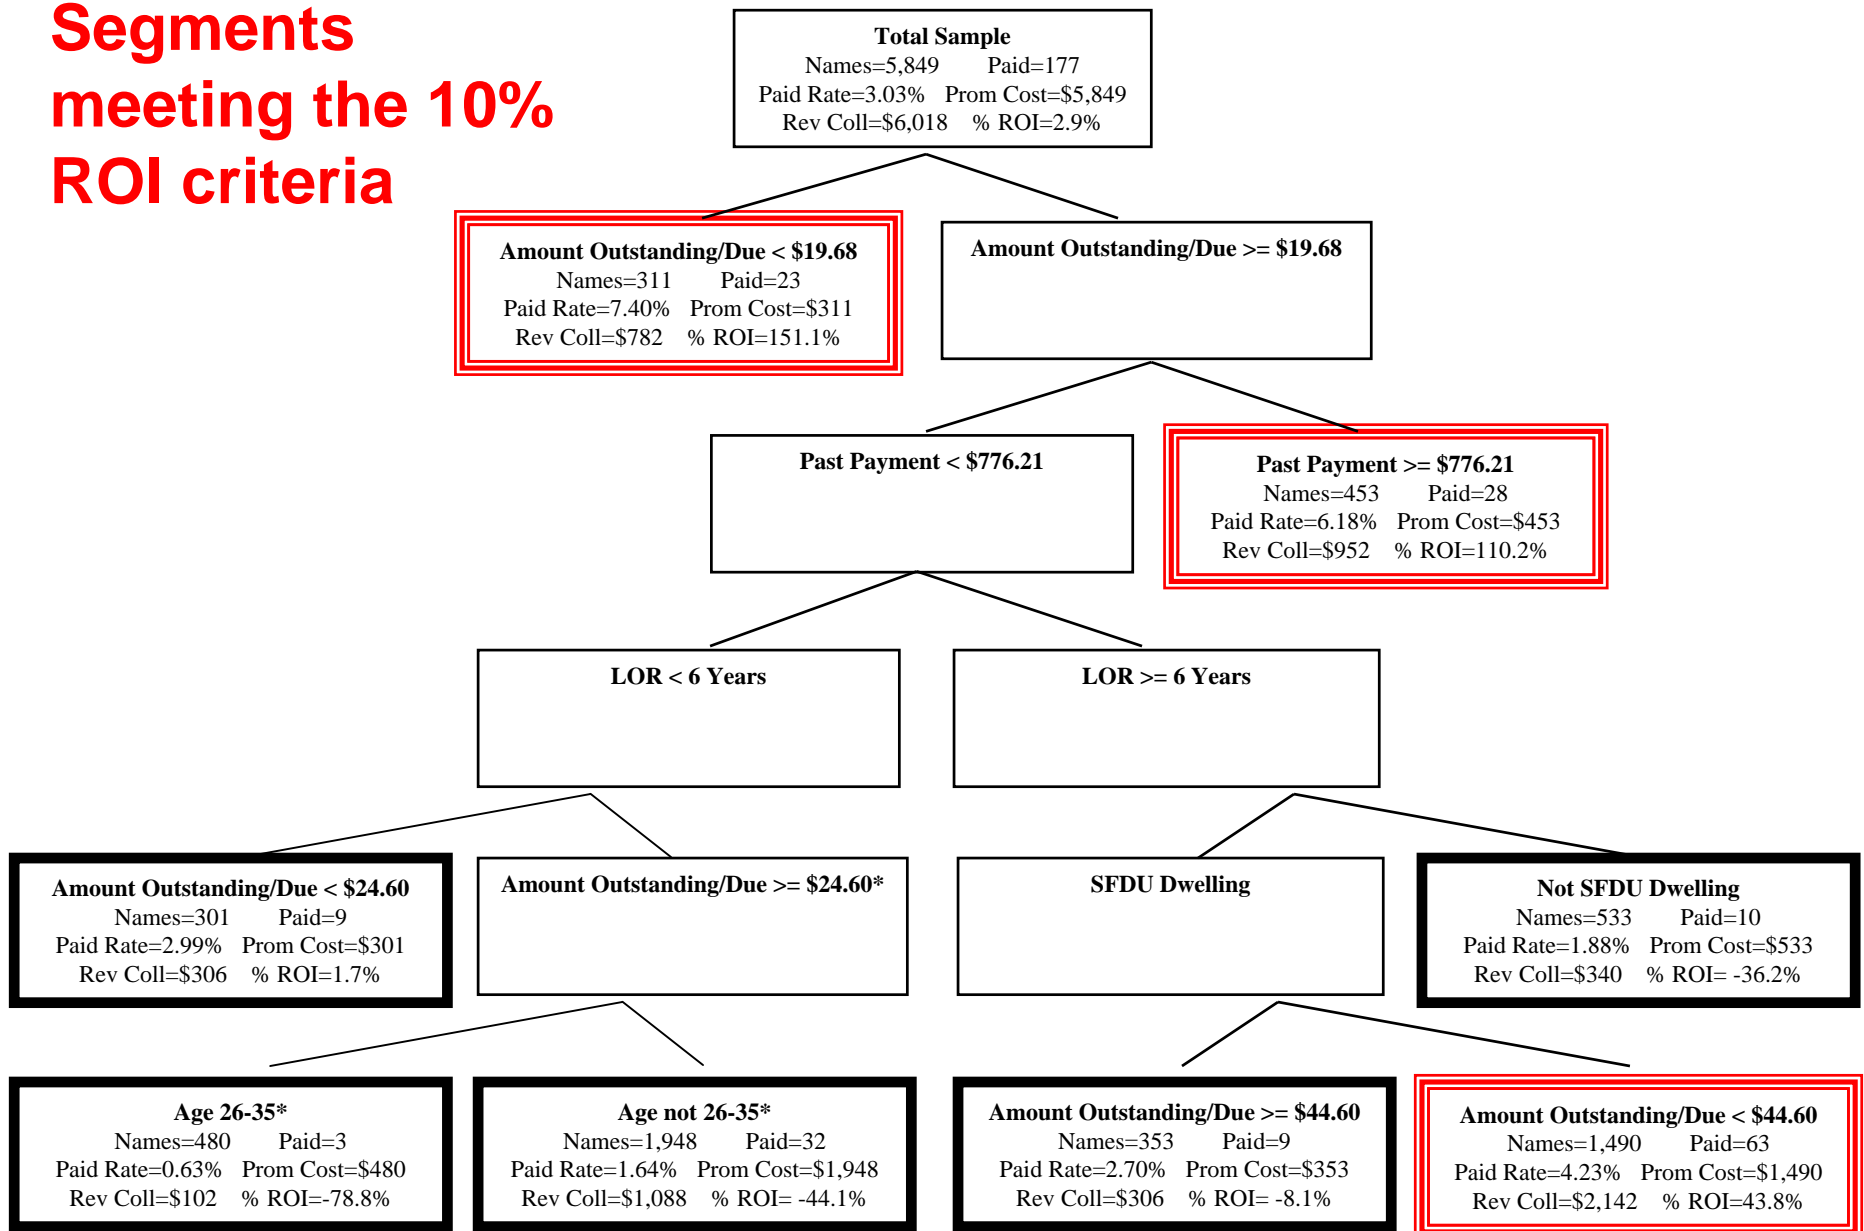 Segments
meeting the 10%
ROI criteria
Total Sample
Names=5,849 Paid=177
Paid Rate=3.03% Prom Cost=$5,849
Rev Coll=$6,018 % ROI=2.9%
Amount Outstanding/Due < $19.68
Names=311 Paid=23
Paid Rate=7.40% Prom Cost=$311
Rev Coll=$782 % ROI=151.1%
Amount Outstanding/Due >= $19.68
Past Payment < $776.21
Past Payment >= $776.21
Names=453 Paid=28
Paid Rate=6.18% Prom Cost=$453
Rev Coll=$952 % ROI=110.2%
LOR < 6 Years
LOR >= 6 Years
Amount Outstanding/Due < $24.60
Names=301 Paid=9
Paid Rate=2.99% Prom Cost=$301
Rev Coll=$306 % ROI=1.7%
Amount Outstanding/Due >= $24.60*
SFDU Dwelling
Not SFDU Dwelling
Names=533 Paid=10
Paid Rate=1.88% Prom Cost=$533
Rev Coll=$340 % ROI= -36.2%
Age 26-35*
Names=480 Paid=3
Paid Rate=0.63% Prom Cost=$480
Rev Coll=$102 % ROI=-78.8%
Age not 26-35*
Names=1,948 Paid=32
Paid Rate=1.64% Prom Cost=$1,948
Rev Coll=$1,088 % ROI= -44.1%
Amount Outstanding/Due >= $44.60
Names=353 Paid=9
Paid Rate=2.70% Prom Cost=$353
Rev Coll=$306 % ROI= -8.1%
Amount Outstanding/Due < $44.60
Names=1,490 Paid=63
Paid Rate=4.23% Prom Cost=$1,490
Rev Coll=$2,142 % ROI=43.8%